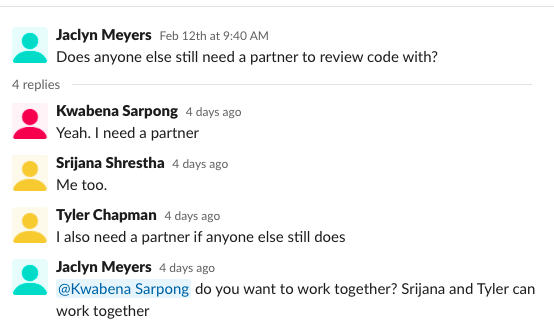 Jaclyn Meyers Feb 12th at 9:40 AM
Does anyone else still need a partner to review code with?
4 replies
Kwabena Sarpong 4 days ago
Yeah. I need a partner
Srijana Shrestha 4 days ago
Me too.
Tyler Chapman 4 days ago
I also need a partner if anyone else still does
Jaclyn Meyers 4 days ago
@Kwabena Sarpong do you want to work together? Srijana and Tyler can
work together